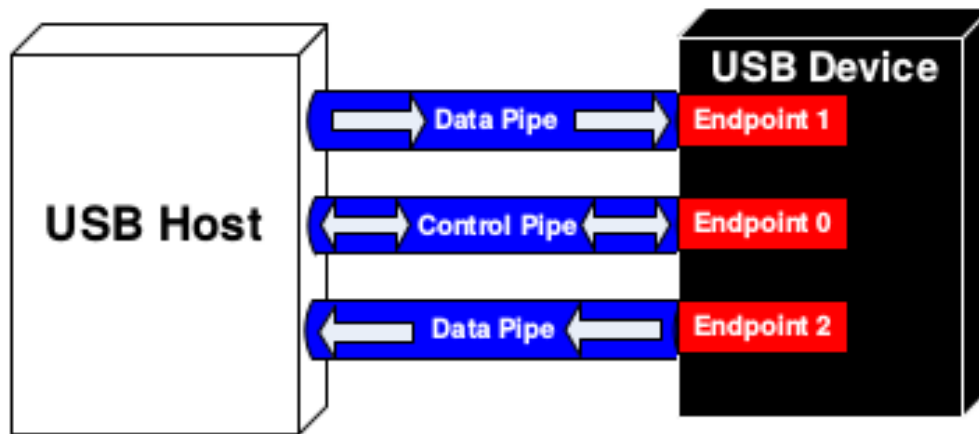 USB Device
Data Pipe
Endpoint 1
USB Host
Control Pipe
Endpoint 0
Data Pipe
Endpoint 2